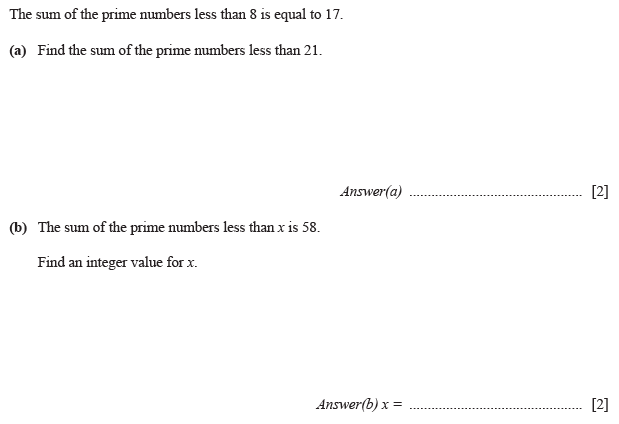 The sum of the prime numbers less than 8 is equal to 17.
(a) Find the sum of the prime numbers less than 21.
Answer(a) ................................................ [2]
(b) The sum of the prime numbers less than x is 58.
Find an integer value for x.
Answer(b) x = ................................................ [2]